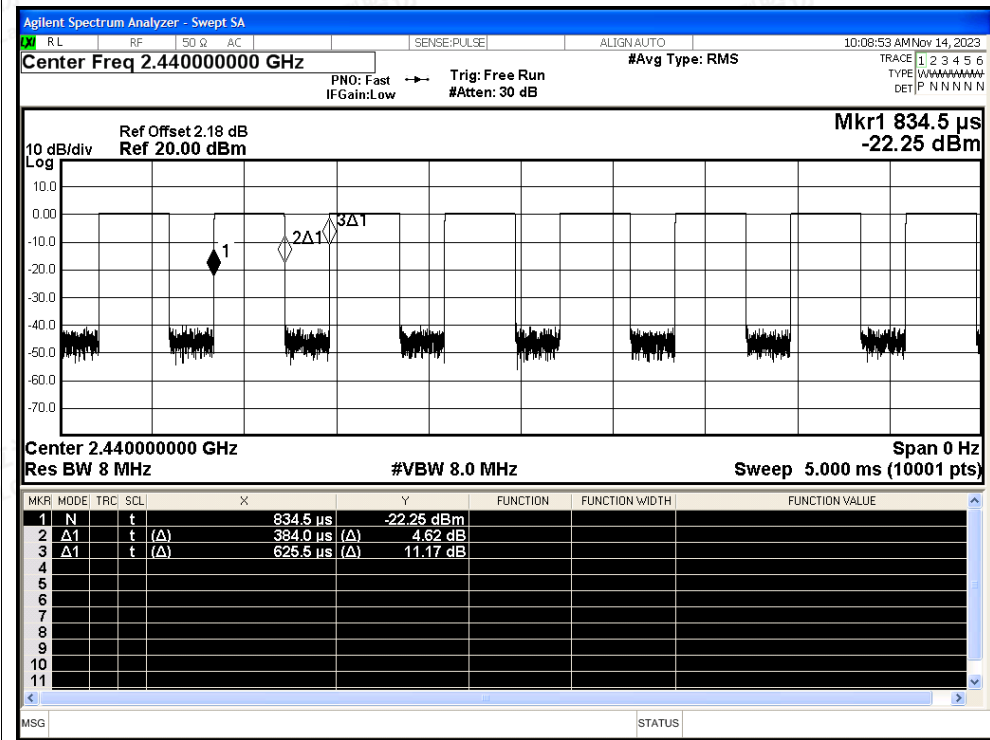 Agilent Spectrum Analyzer - Swept SA
LXI RL RF 50 Ω AC SENSE:PULSE ALIGNAUTO 10:08:53 AM Nov 14, 2023
Center Freq 2.440000000 GHz #Avg Type: RMS TRACE 1 2 3 4 5 6
PNO: Fast Trig: Free Run TYPE WWWWWW
IFGain:Low #Atten: 30 dB DET P N N N N N
Mkr1 834.5 µs
Ref Offset 2.18 dB
10 dB/div Ref 20.00 dBm -22.25 dBm
Log
10.0
0.00
3Δ1
-10.0
2Δ1
1
-20.0
-30.0
-40.0
-50.0
-60.0
-70.0
Center 2.440000000 GHz Span 0 Hz
Res BW 8 MHz #VBW 8.0 MHz Sweep 5.000 ms (10001 pts)
MKR MODE TRC SCL X Y FUNCTION FUNCTION WIDTH FUNCTION VALUE
1 N t 834.5 µs -22.25 dBm
2 Δ1 t (Δ) 384.0 µs (Δ) 4.62 dB
3 Δ1 t (Δ) 625.5 µs (Δ) 11.17 dB
4
5
6
7
8
9
10
11
MSG STATUS